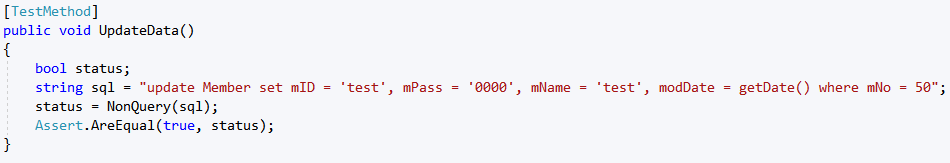 [TestMethod]
public void UpdateData()
{
bool status;
string sql = "update Member set mID = 'test', mPass = '0000', mName = 'test', modDate = getDate() where mNo = 50";
status = NonQuery(sql);
Assert.AreEqual(true, status);
}